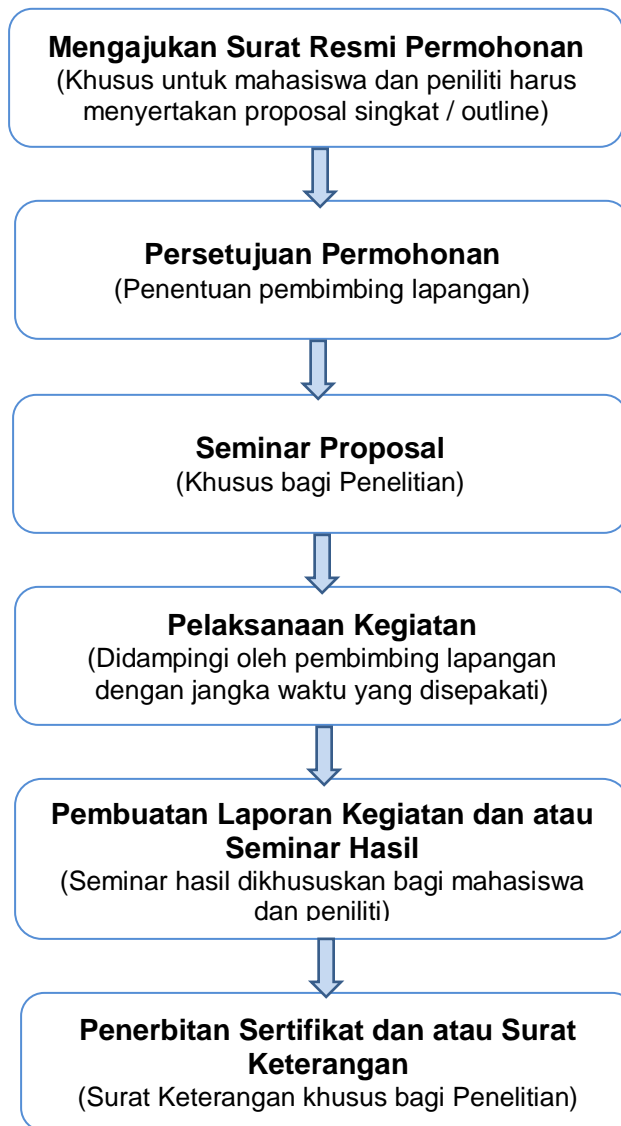 Mengajukan Surat Resmi Permohonan
(Khusus untuk mahasiswa dan peniliti harus
menyertakan proposal singkat / outline)
Persetujuan Permohonan
(Penentuan pembimbing lapangan)
Seminar Proposal
(Khusus bagi Penelitian)
Pelaksanaan Kegiatan
(Didampingi oleh pembimbing lapangan
dengan jangka waktu yang disepakati)
Pembuatan Laporan Kegiatan dan atau
Seminar Hasil
(Seminar hasil dikhususkan bagi mahasiswa
dan peniliti)
Penerbitan Sertifikat dan atau Surat
Keterangan
(Surat Keterangan khusus bagi Penelitian)